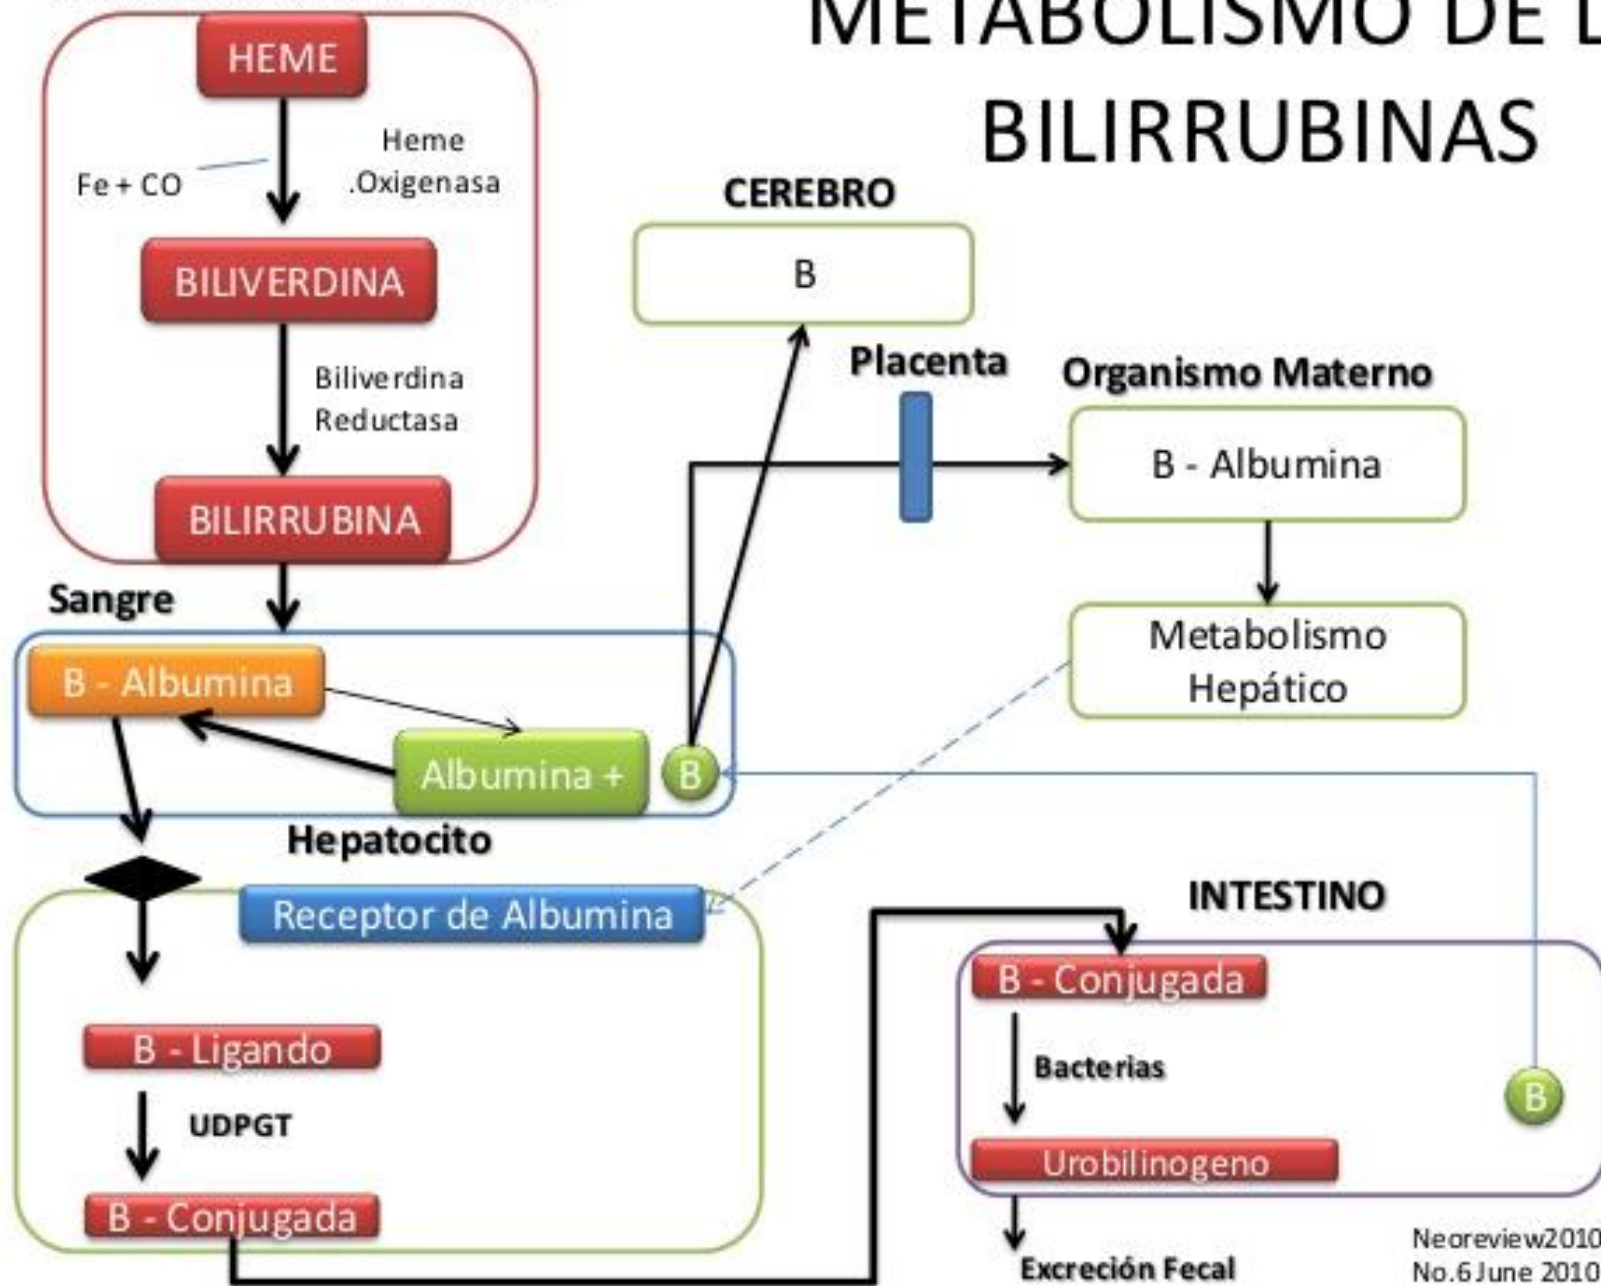 METABOLISMO DE
BILIRRUBINAS
HEME
Fe + CO
Heme
.Oxigenasa
BILIVERDINA
Biliverdina
Reductasa
BILIRRUBINA
CEREBRO
B
Placenta
Organismo Materno
B - Albumina
Metabolismo
Hepático
Sangre
B - Albumina
Albumina +
B
Hepatocito
Receptor de Albumina
B - Ligando
UDPGT
B - Conjugada
INTESTINO
B - Conjugada
Bacterias
Urobilinogeno
B
Excreción Fecal
Neoreview2010
No.6 June 2010